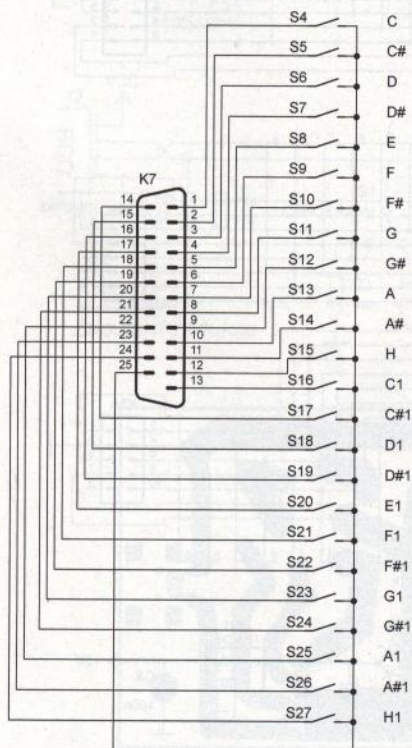 S4 C
S5 C#
S6 D
S7 D#
S8 E
K7
S9 F
14 1 S10 F#
15 2
16 3 S11 G
17 4
18 5 S12 G#
19 6
20 7 S13 A
21 8
22 9 S14 A#
23 10
24 11 S15 H
25 12
13 S16 C1
S17 C#1
S18 D1
S19 D#1
S20 E1
S21 F1
S22 F#1
S23 G1
S24 G#1
S25 A1
S26 A#1
S27 H1